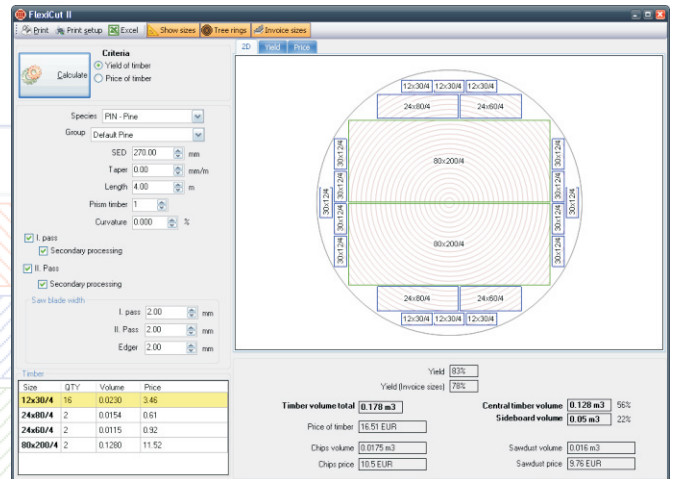 FlexiCut II
Print Print setup Excel Show sizes Tree rings Invoice sizes
Calculate
Criteria
Yield of timber
Price of timber
Species PIN - Pine
Group Default Pine
SED 270.00 mm
Taper 0.00 mm/m
Length 4.00 m
Prism timber 1
Curvature 0.000 %
I. pass
Secondary processing
II. Pass
Secondary processing
Saw blade width
I. pass 2.00 mm
II. Pass 2.00 mm
Edger 2.00 mm
Timber
Size QTY Volume Price
12x30/4 16 0.0230 3.46
24x80/4 2 0.0154 0.61
24x60/4 2 0.0115 0.92
80x200/4 2 0.1280 11.52
2D Yield Price
12x30/4 12x30/4 12x30/4
24x80/4 24x60/4
80x200/4
30x12/4
30x12/4
30x12/4
30x12/4
30x12/4
30x12/4
30x12/4
30x12/4
30x12/4
30x12/4
80x200/4
24x80/4 24x60/4
12x30/4 12x30/4 12x30/4
Yield 83%
Yield (Invoice sizes) 78%
Timber volume total 0.178 m3
Price of timber 16.51 EUR
Chips volume 0.0175 m3
Chips price 10.5 EUR
Central timber volume 0.128 m3 56%
Sideboard volume 0.05 m3 22%
Sawdust volume 0.016 m3
Sawdust price 9.76 EUR